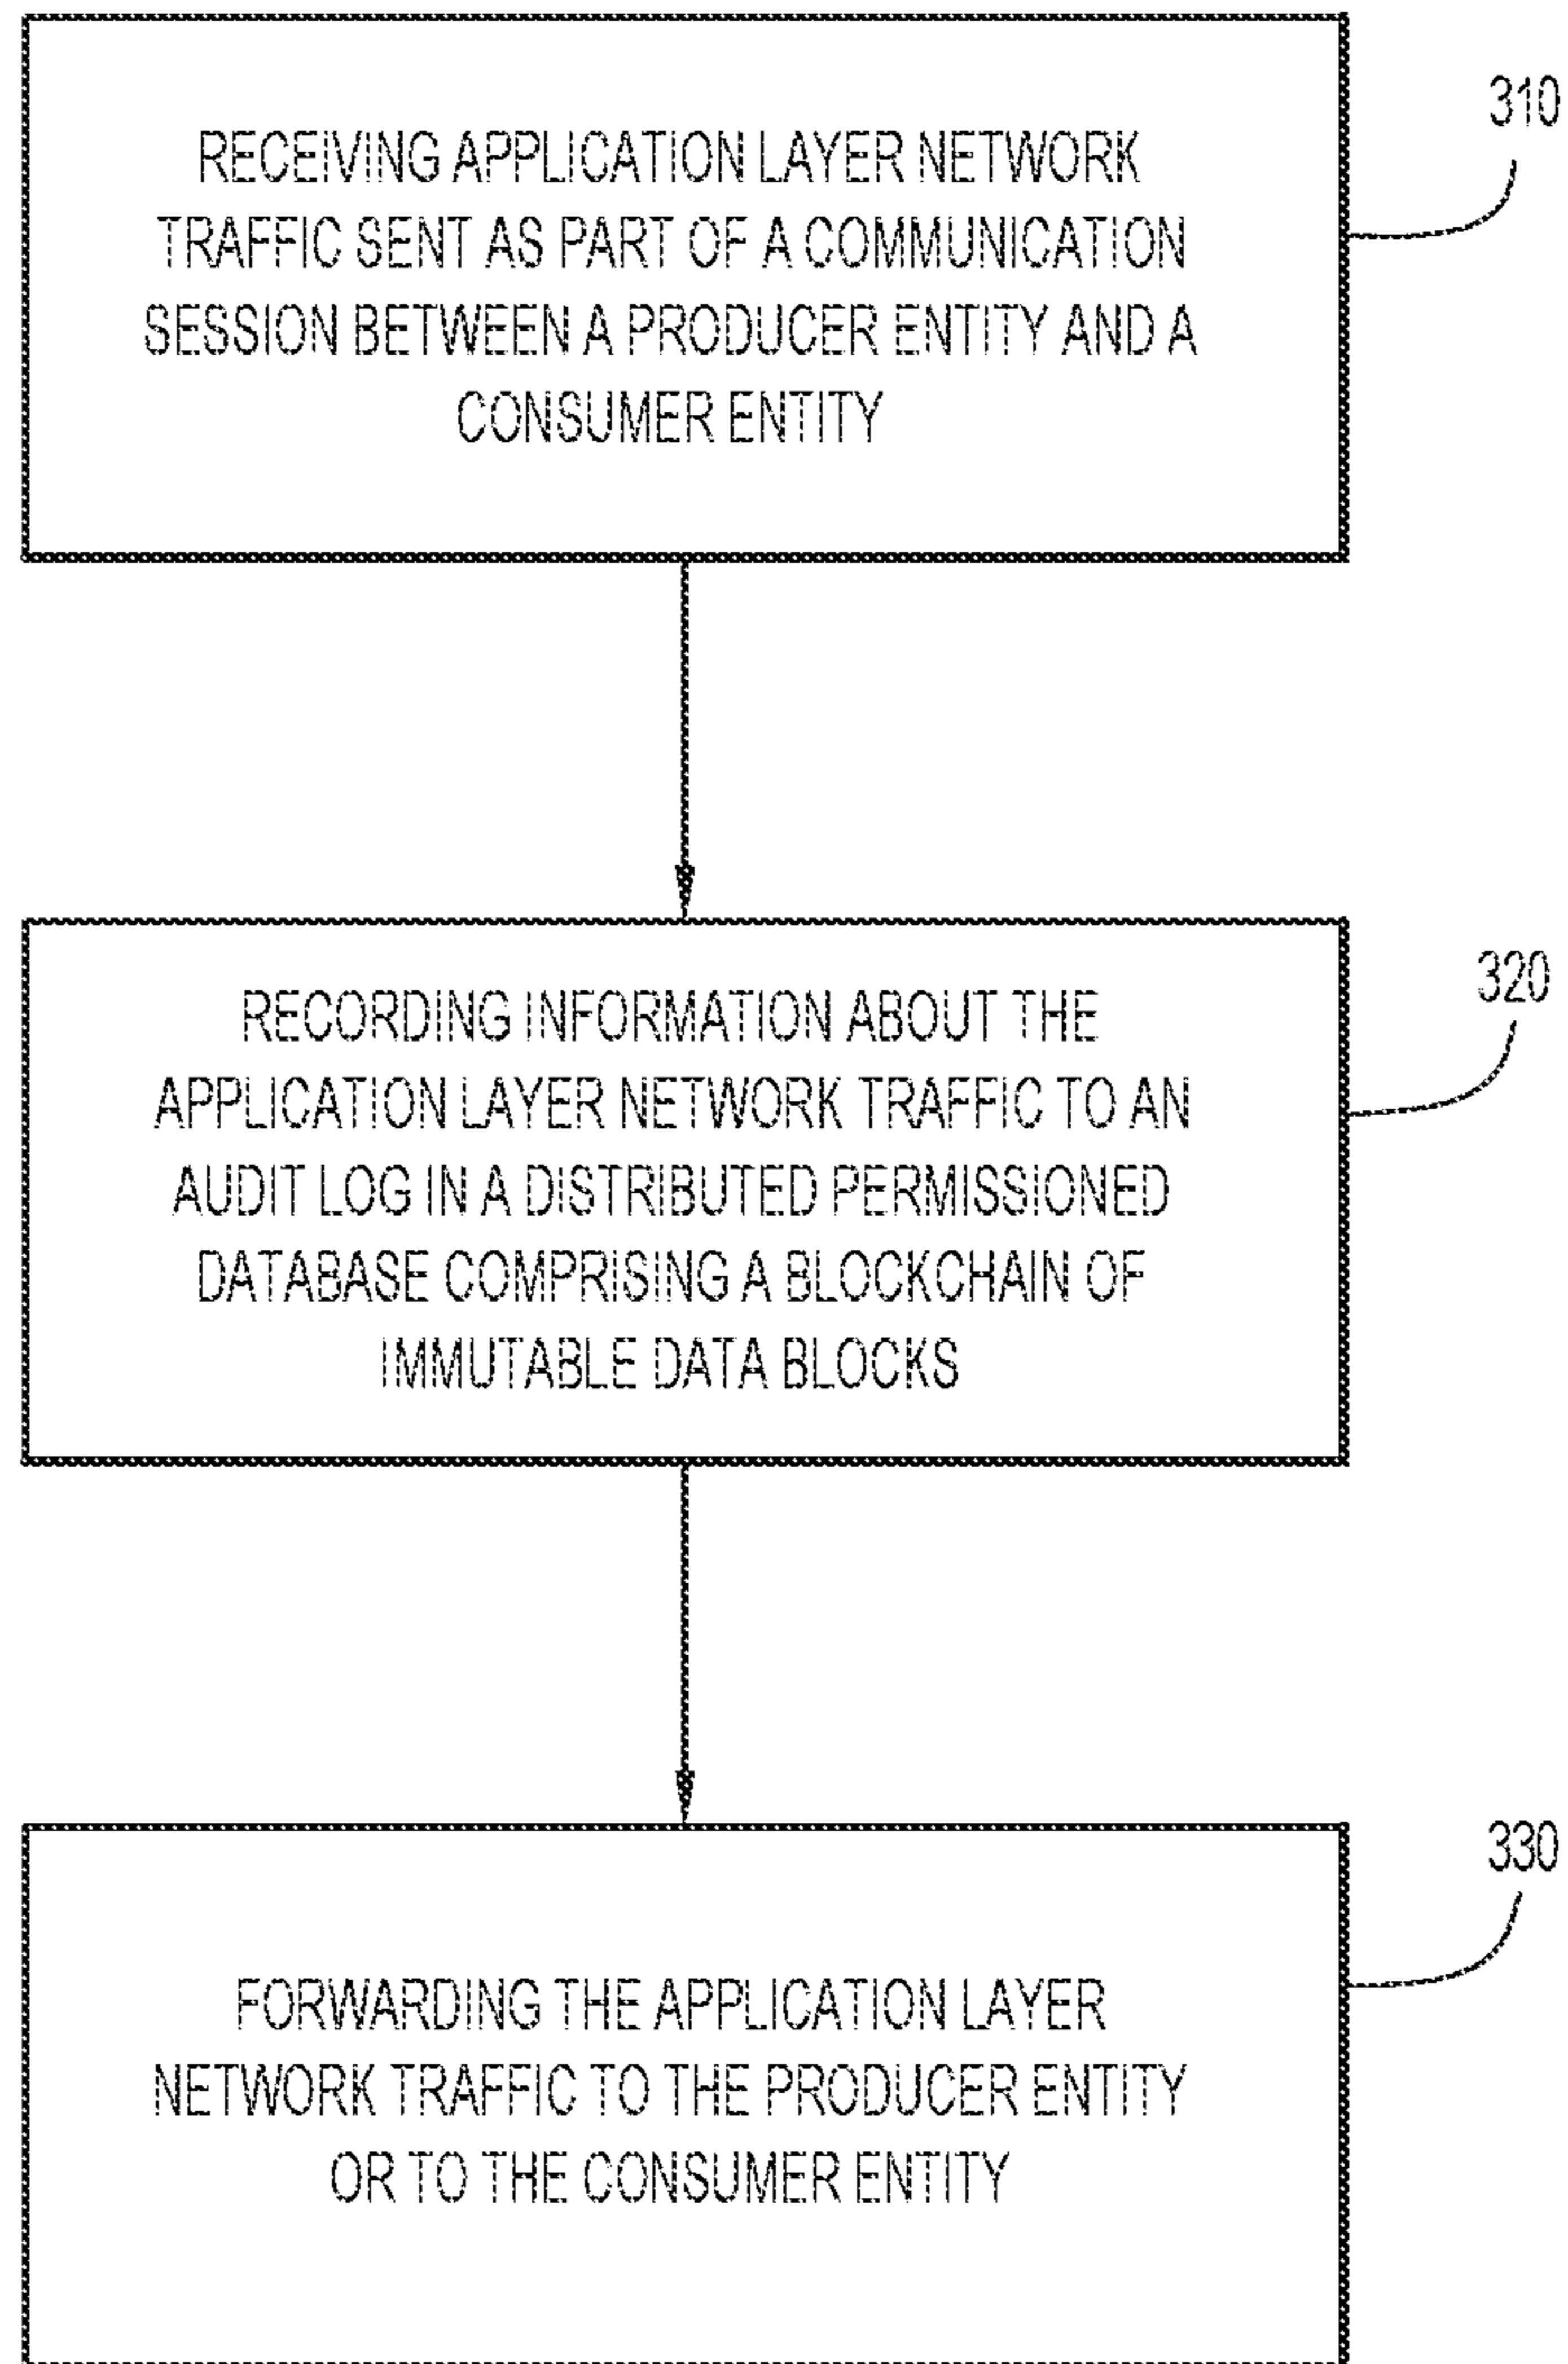 310
RECEIVING APPLICATION LAYER NETWORK
TRAFFIC SENT AS PART OF A COMMUNICATION
SESSION BETWEEN A PRODUCER ENTITY AND A
CONSUMER ENTITY
320
RECORDING INFORMATION ABOUT THE
APPLICATION LAYER NETWORK TRAFFIC TO AN
AUDIT LOG IN A DISTRIBUTED PERMISSIONED
DATABASE COMPRISING A BLOCKCHAIN OF
IMMUTABLE DATA BLOCKS
330
FORWARDING THE APPLICATION LAYER
NETWORK TRAFFIC TO THE PRODUCER ENTITY
OR TO THE CONSUMER ENTITY